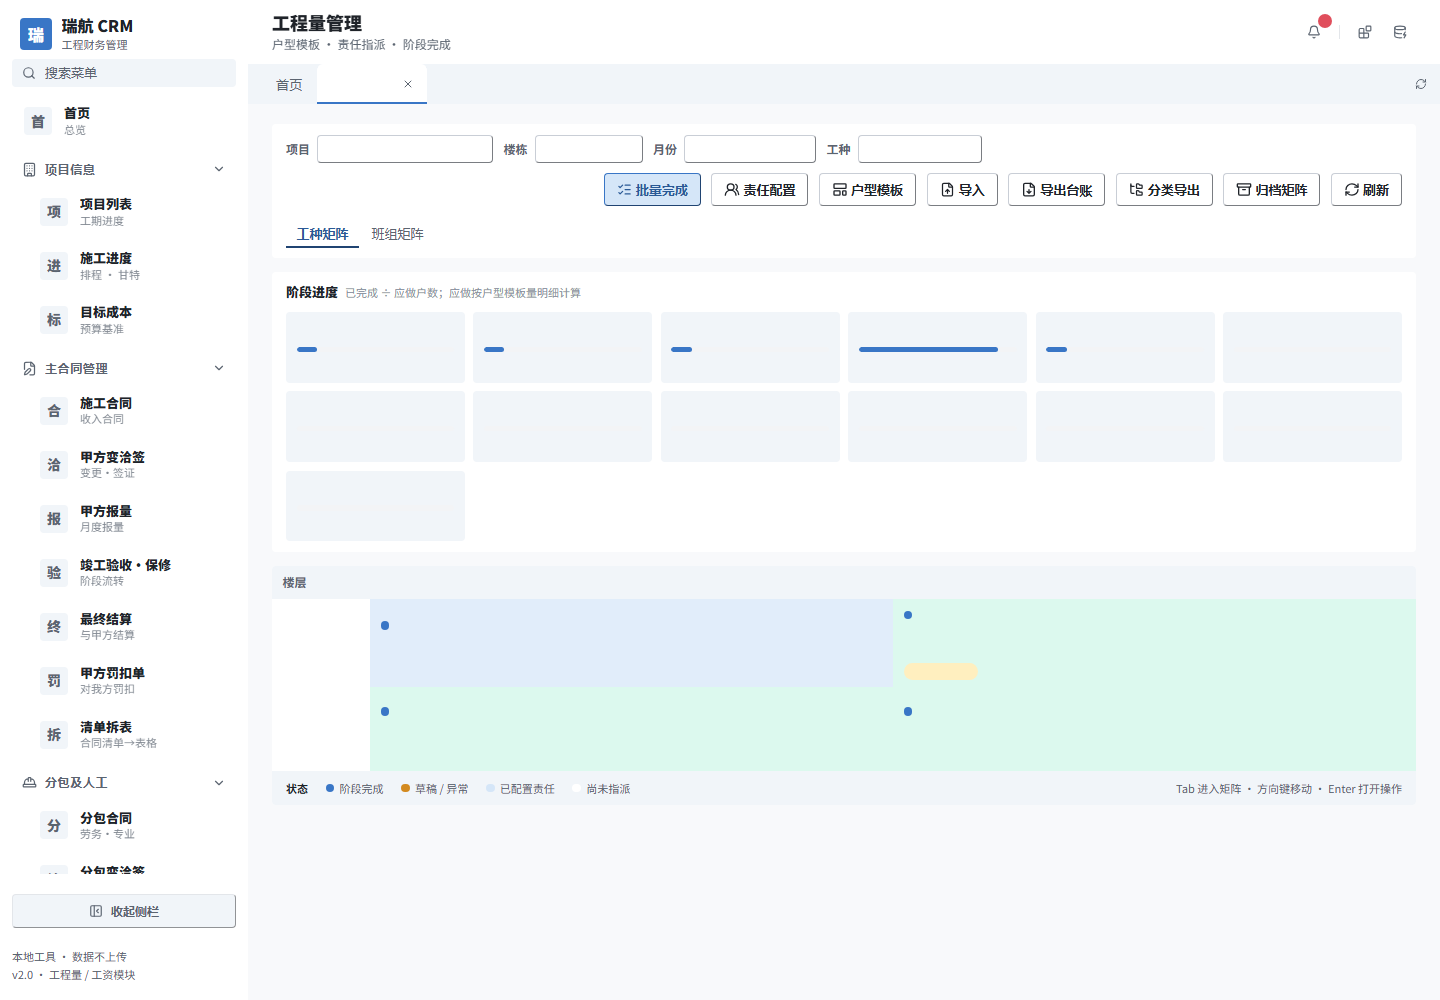 瑞
瑞航 CRM
工程财务管理
搜索菜单
首
首页
总览
项目信息
项
项目列表
工期进度
进
施工进度
排程 · 甘特
标
目标成本
预算基准
主合同管理
合
施工合同
收入合同
洽
甲方变洽签
变更·签证
报
甲方报量
月度报量
验
竣工验收·保修
阶段流转
终
最终结算
与甲方结算
罚
甲方罚扣单
对我方罚扣
拆
清单拆表
合同清单→表格
分包及人工
分
分包合同
劳务·专业
分包变洽签
收起侧栏
本地工具 · 数据不上传
v2.0 · 工程量 / 工资模块
工程量管理
户型模板 · 责任指派 · 阶段完成
首页
项目
楼栋
月份
工种
批量完成
责任配置
户型模板
导入
导出台账
分类导出
归档矩阵
刷新
工种矩阵
班组矩阵
阶段进度 已完成 ÷ 应做户数；应做按户型模板量明细计算
楼层
状态
阶段完成
草稿 / 异常
已配置责任
尚未指派
Tab 进入矩阵 · 方向键移动 · Enter 打开操作